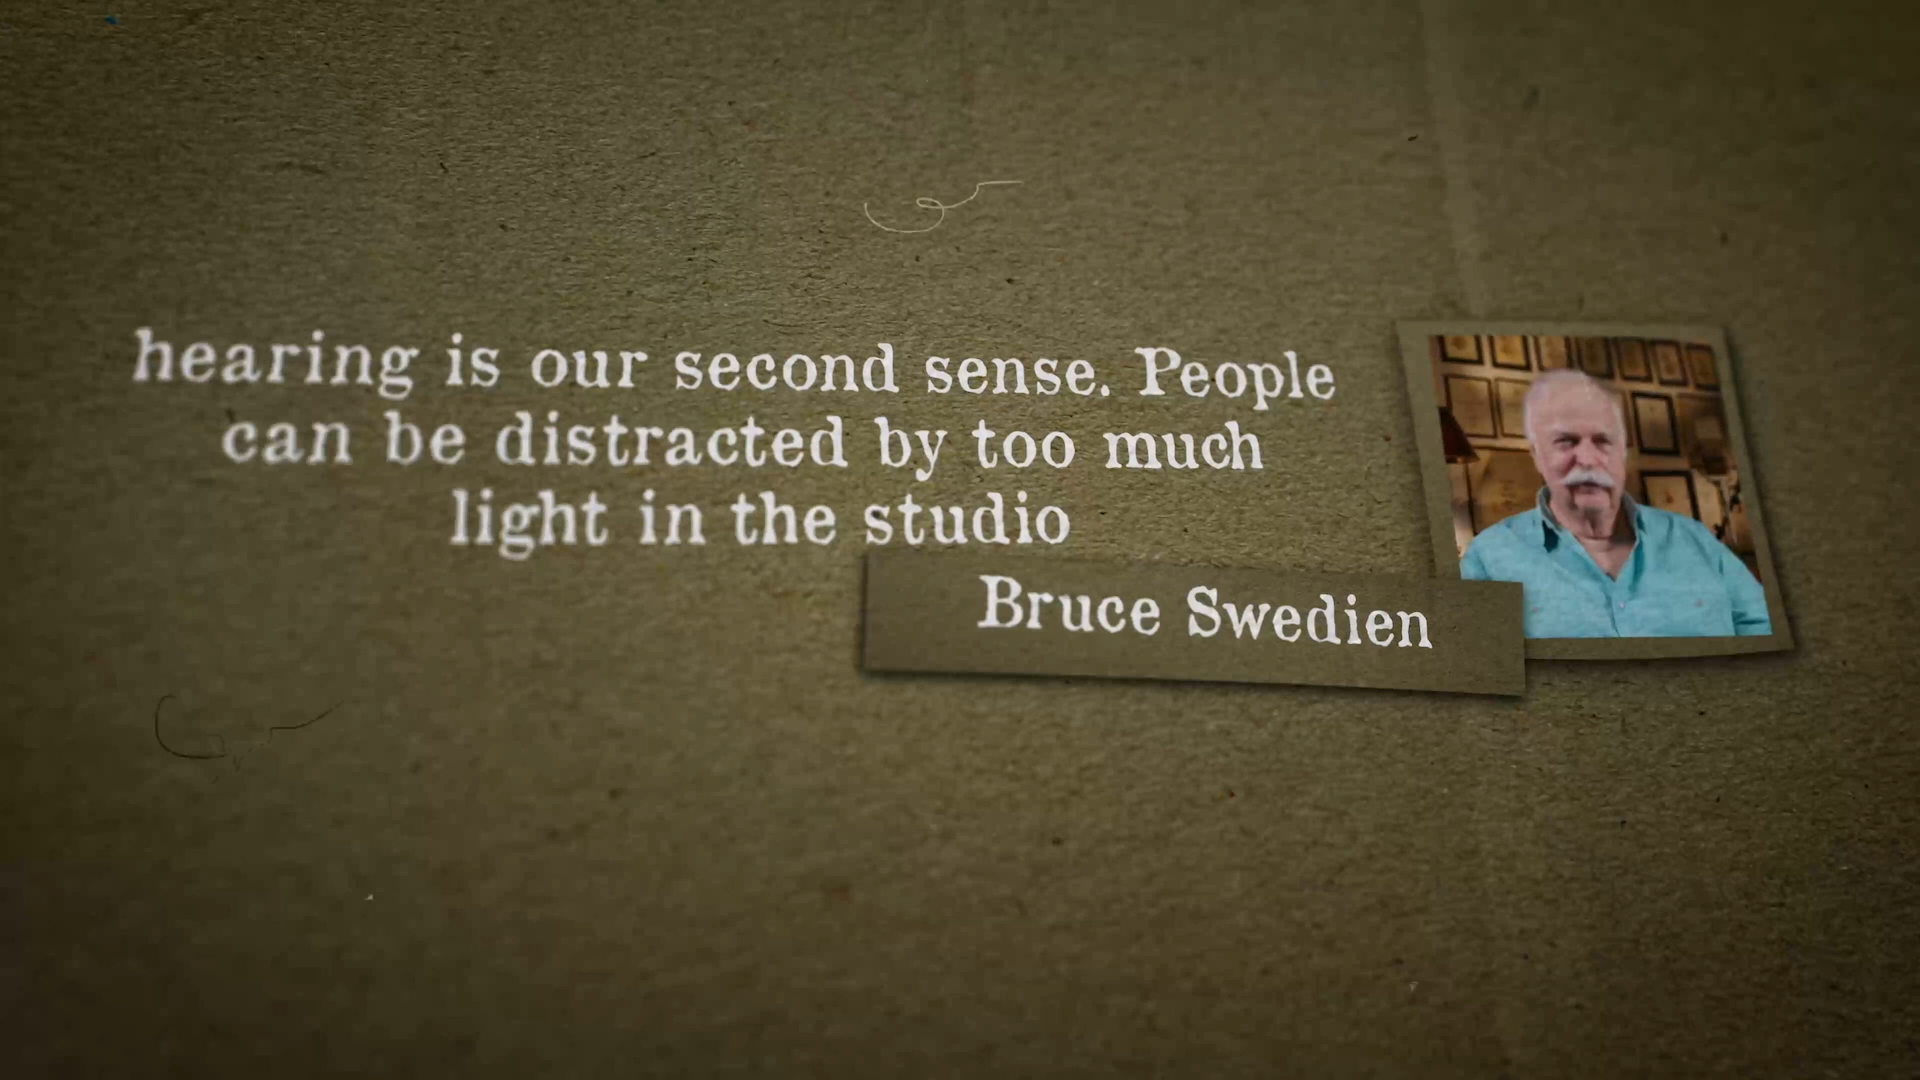 hearing is our second sense. People
can be distracted by too much
light in the studio
Bruce Swedien